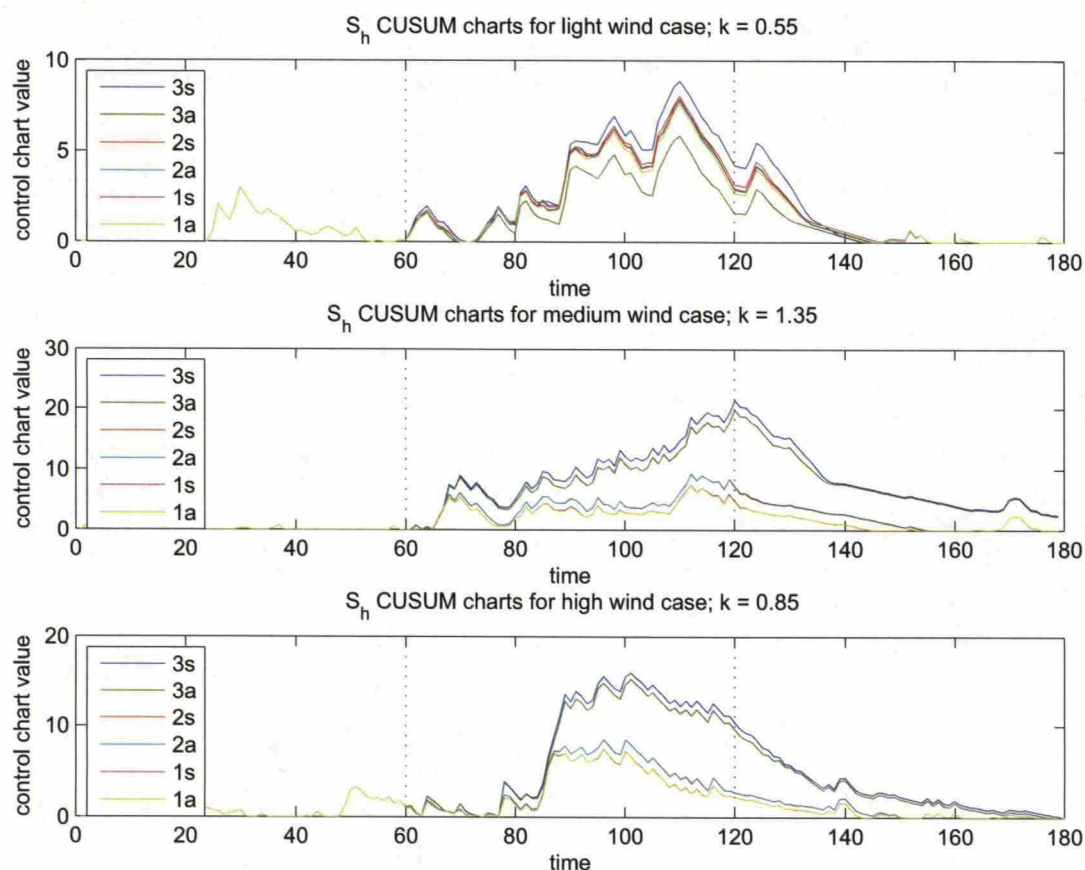 S_h CUSUM charts for light wind case; k = 0.55
control chart value
10
5
0
3s
3a
2s
2a
1s
1a
0 20 40 60 80 100 120 140 160 180
time
S_h CUSUM charts for medium wind case; k = 1.35
control chart value
30
20
10
0
3s
3a
2s
2a
1s
1a
0 20 40 60 80 100 120 140 160 180
time
S_h CUSUM charts for high wind case; k = 0.85
control chart value
20
10
0
3s
3a
2s
2a
1s
1a
0 20 40 60 80 100 120 140 160 180
time